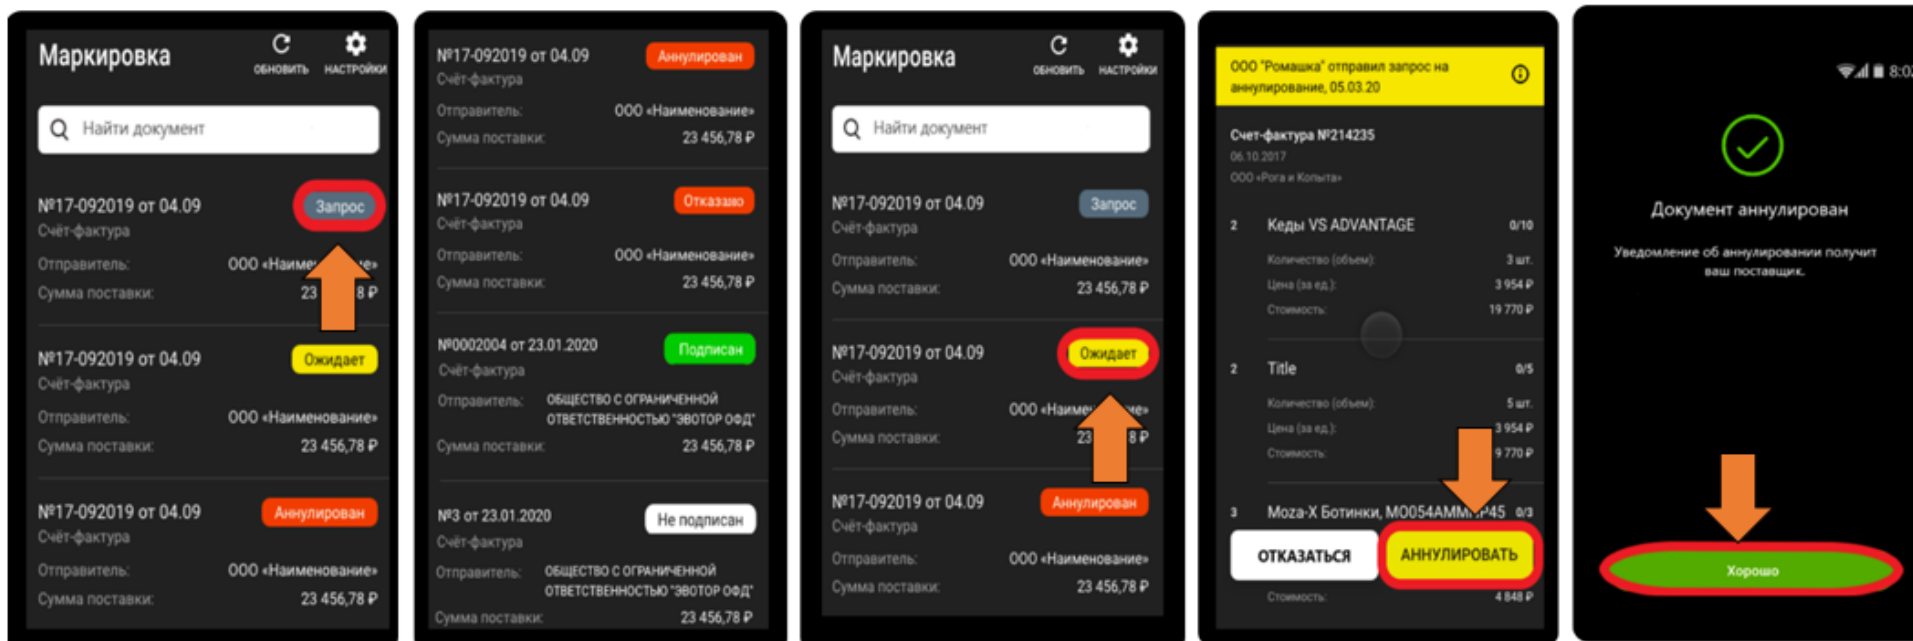 Маркировка
ОБНОВИТЬ НАСТРОЙКИ
Найти документ
№17-092019 от 04.09 Запрос
Счёт-фактура
Отправитель:
Сумма поставки:
№17-092019 от 04.09 Ожидает
Счёт-фактура
Отправитель: ООО «Наименование»
Сумма поставки: 23 456,78 ₽
№17-092019 от 04.09 Аннулирован
Счёт-фактура
Отправитель: ООО «Наименование»
Сумма поставки: 23 456,78 ₽
№17-092019 от 04.09 Аннулирован
Счёт-фактура
Отправитель: ООО «Наименование»
Сумма поставки: 23 456,78 ₽
№17-092019 от 04.09 Отказано
Счёт-фактура
Отправитель: ООО «Наименование»
Сумма поставки: 23 456,78 ₽
№0002004 от 23.01.2020 Подписан
Счёт-фактура
Отправитель: ОБЩЕСТВО С ОГРАНИЧЕННОЙ
ОТВЕТСТВЕННОСТЬЮ "ЭВОТОР ОФД"
Сумма поставки: 23 456,78 ₽
№3 от 23.01.2020 Не подписан
Счёт-фактура
Отправитель: ОБЩЕСТВО С ОГРАНИЧЕННОЙ
ОТВЕТСТВЕННОСТЬЮ "ЭВОТОР ОФД"
Сумма поставки: 23 456,78 ₽
Маркировка
ОБНОВИТЬ НАСТРОЙКИ
Найти документ
№17-092019 от 04.09 Запрос
Счёт-фактура
Отправитель: ООО «Наименование»
Сумма поставки: 23 456,78 ₽
№17-092019 от 04.09 Ожидает
Счёт-фактура
Отправитель:
Сумма поставки:
№17-092019 от 04.09 Аннулирован
Счёт-фактура
Отправитель: ООО «Наименование»
Сумма поставки: 23 456,78 ₽
ООО "Ромашка" отправил запрос на
аннулирование, 05.03.20
Счет-фактура №214235
06.10.2017
ООО «Рога и Копыта»
2 Кеды VS ADVANTAGE 0/10
Количество (объем): 3 шт.
Цена (за ед.): 3 954 ₽
Стоимость: 19 770 ₽
2 Title 0/5
Количество (объем): 5 шт.
Цена (за ед.): 3 954 ₽
Стоимость: 9 770 ₽
3 Moza-X Ботинки, 0/3
ОТКАЗАТЬСЯ АННУЛИРОВАТЬ
Стоимость: 4 848 ₽
Документ аннулирован
Уведомление об аннулировании получит
ваш поставщик.
Хорошо